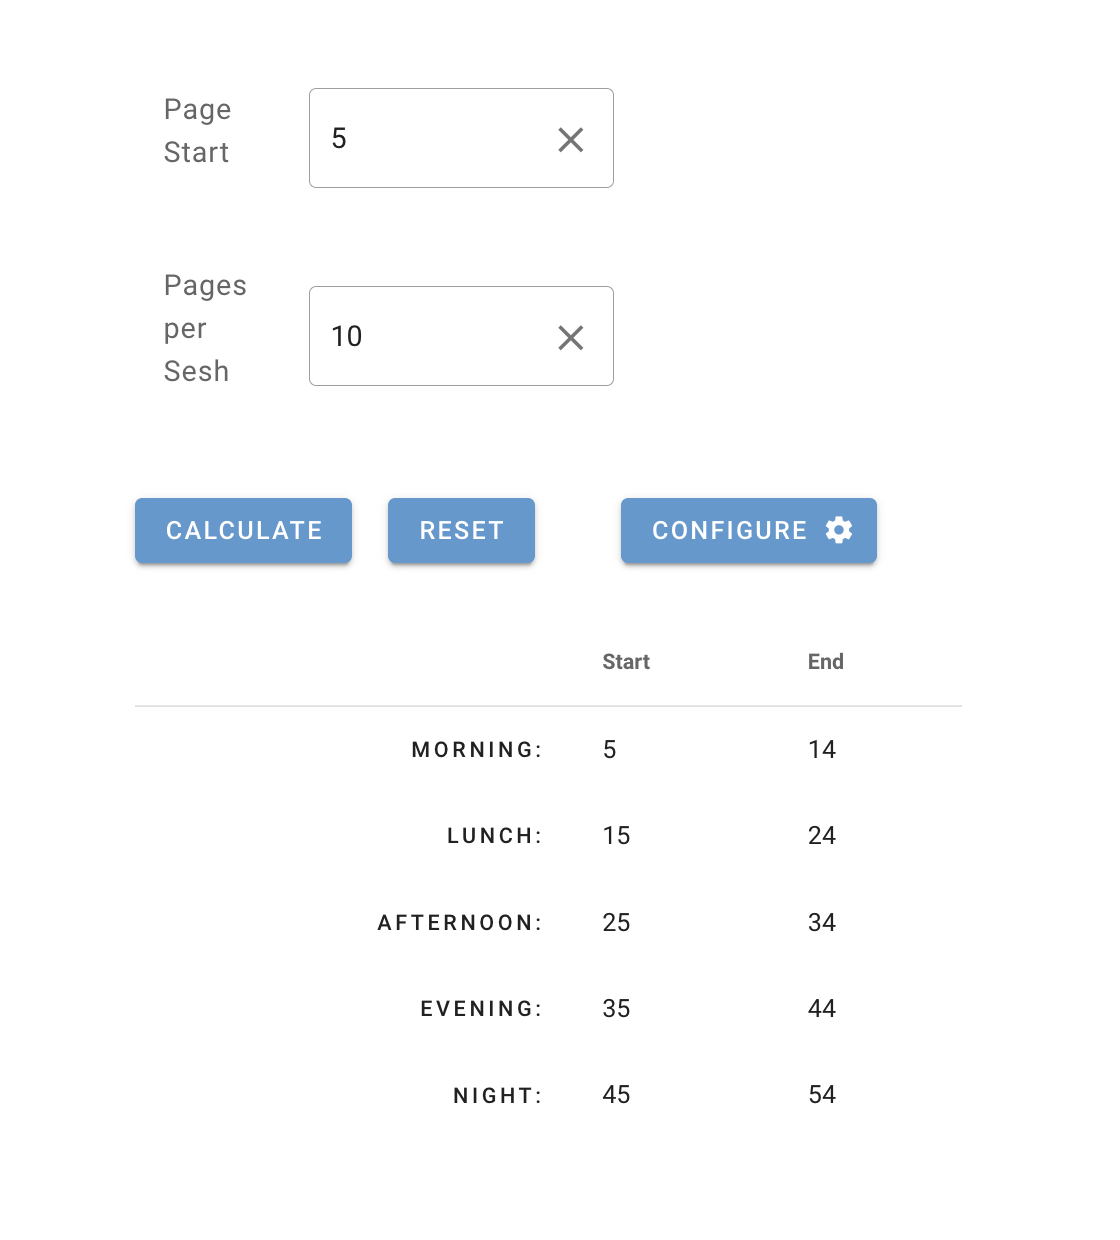 Page
Start
5
Pages
per
Sesh
10
CALCULATE RESET CONFIGURE
Start End
MORNING: 5 14
LUNCH: 15 24
AFTERNOON: 25 34
EVENING: 35 44
NIGHT: 45 54